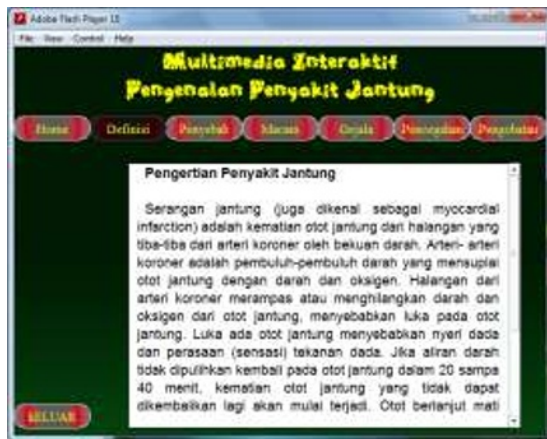 Adobe Flash Player 10
File View Control Help
Multimedia Interaktif
Pengenalan Penyakit Jantung
Home Definisi Penyebab Macam Gejala Pencegahan Pengobatan
Pengertian Penyakit Jantung
Serangan jantung (juga dikenal sebagai myocardial
infarction) adalah kematian otot jantung dari halangan yang
tiba-tiba dari arteri koroner oleh bekuan darah. Arteri- arteri
koroner adalah pembuluh-pembuluh darah yang mensuplai
otot jantung dengan darah dan oksigen. Halangan dari
arteri koroner merampas atau menghilangkan darah dan
oksigen dari otot jantung, menyebabkan luka pada otot
jantung. Luka ada otot jantung menyebabkan nyeri dada
dan perasaan (sensasi) tekanan dada. Jika aliran darah
tidak dipulihkan kembali pada otot jantung dalam 20 sampa
40 menit, kematian otot jantung yang tidak dapat
dikembalikan lagi akan mulai terjadi. Otot berlanjut mati
KELUAR